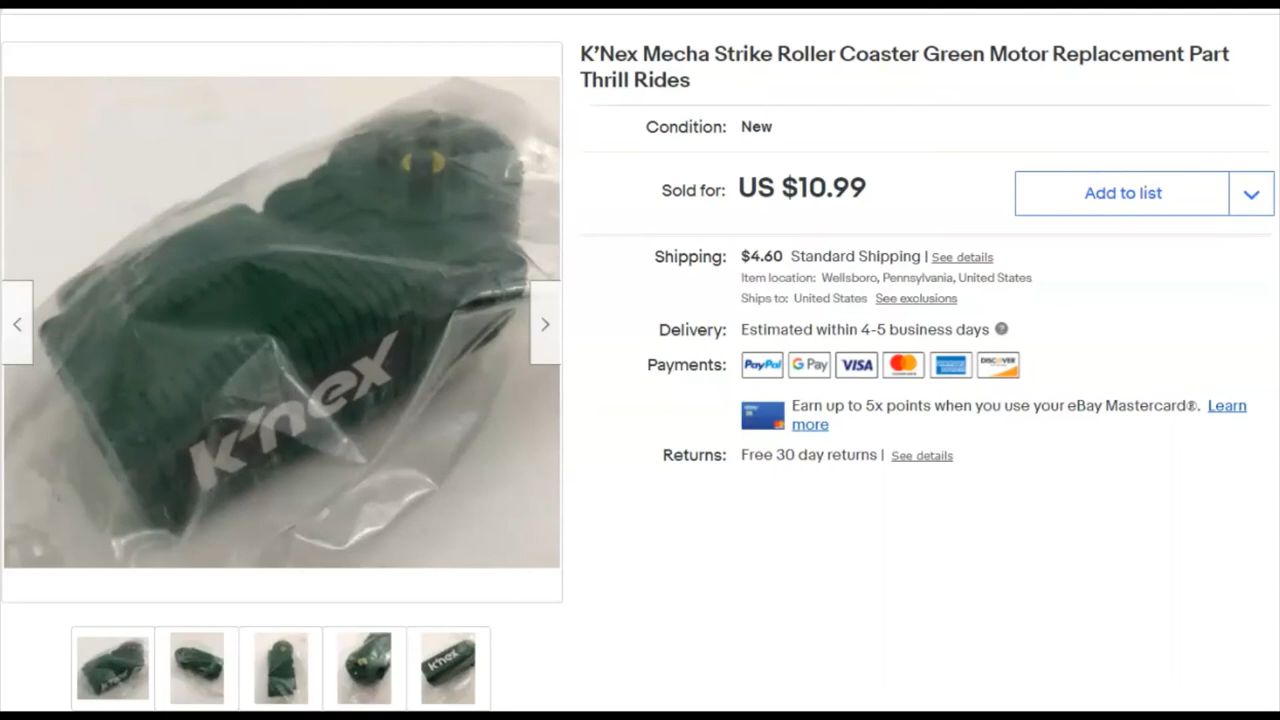 K'Nex Mecha Strike Roller Coaster Green Motor Replacement Part
Thrill Rides
Condition: New
Sold for: US $10.99
Add to list
Shipping: $4.60 Standard Shipping | See details
Item location: Wellsboro, Pennsylvania, United States
Ships to: United States See exclusions
Delivery: Estimated within 4-5 business days ?
Payments: PayPal G Pay VISA DISCOVER
Earn up to 5x points when you use your eBay Mastercard®. Learn
more
Returns: Free 30 day returns | See details
k'nex
k'nex